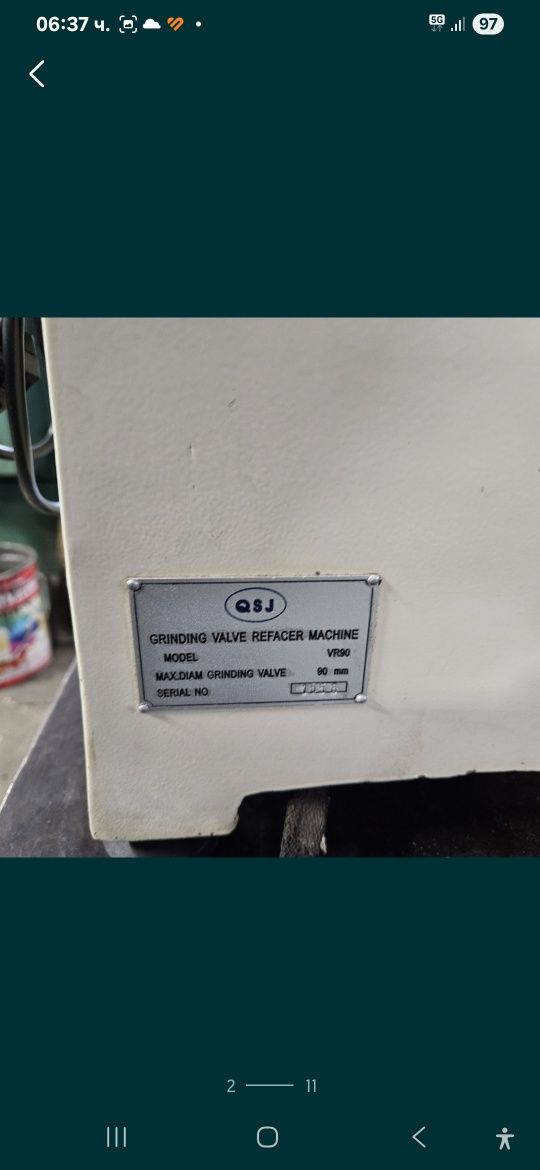 06:37 ч.
5G
97
QSJ
GRINDING VALVE REFACER MACHINE
MODEL VR90
MAX.DIAM GRINDING VALVE 90 mm
SERIAL NO
2 11